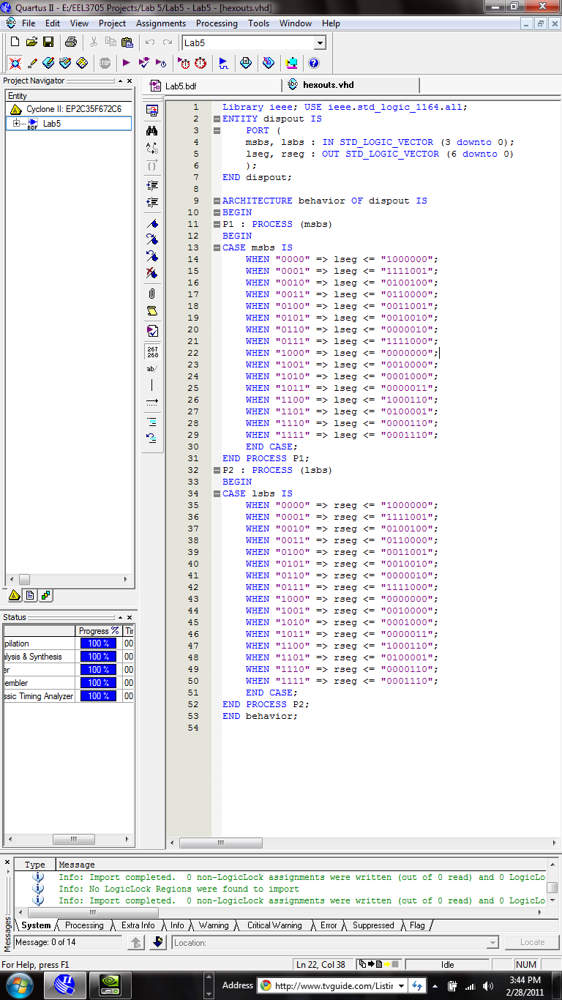 Quartus II - E:/EEL3705 Projects/Lab 5/Lab5 - Lab5 - [hexouts.vhd]
File Edit View Project Assignments Processing Tools Window Help
Lab5
STOP
Project Navigator
Lab5.bdf
hexouts.vhd
Entity
Cyclone II: EP2C35F672C6
BDF Lab5
267
268
ab/
1 Library ieee; USE ieee.std_logic_1164.all;
2 ENTITY dispout IS
3 PORT (
4 msbs, lsbs : IN STD_LOGIC_VECTOR (3 downto 0);
5 lseg, rseg : OUT STD_LOGIC_VECTOR (6 downto 0)
6 );
7 END dispout;
8
9 ARCHITECTURE behavior OF dispout IS
10 BEGIN
11 P1 : PROCESS (msbs)
12 BEGIN
13 CASE msbs IS
14 WHEN "0000" => lseg <= "1000000";
15 WHEN "0001" => lseg <= "1111001";
16 WHEN "0010" => lseg <= "0100100";
17 WHEN "0011" => lseg <= "0110000";
18 WHEN "0100" => lseg <= "0011001";
19 WHEN "0101" => lseg <= "0010010";
20 WHEN "0110" => lseg <= "0000010";
21 WHEN "0111" => lseg <= "1111000";
22 WHEN "1000" => lseg <= "0000000";
23 WHEN "1001" => lseg <= "0010000";
24 WHEN "1010" => lseg <= "0001000";
25 WHEN "1011" => lseg <= "0000011";
26 WHEN "1100" => lseg <= "1000110";
27 WHEN "1101" => lseg <= "0100001";
28 WHEN "1110" => lseg <= "0000110";
29 WHEN "1111" => lseg <= "0001110";
30 END CASE;
31 END PROCESS P1;
32 P2 : PROCESS (lsbs)
33 BEGIN
34 CASE lsbs IS
35 WHEN "0000" => rseg <= "1000000";
36 WHEN "0001" => rseg <= "1111001";
37 WHEN "0010" => rseg <= "0100100";
38 WHEN "0011" => rseg <= "0110000";
39 WHEN "0100" => rseg <= "0011001";
40 WHEN "0101" => rseg <= "0010010";
41 WHEN "0110" => rseg <= "0000010";
42 WHEN "0111" => rseg <= "1111000";
43 WHEN "1000" => rseg <= "0000000";
44 WHEN "1001" => rseg <= "0010000";
45 WHEN "1010" => rseg <= "0001000";
46 WHEN "1011" => rseg <= "0000011";
47 WHEN "1100" => rseg <= "1000110";
48 WHEN "1101" => rseg <= "0100001";
49 WHEN "1110" => rseg <= "0000110";
50 WHEN "1111" => rseg <= "0001110";
51 END CASE;
52 END PROCESS P2;
53 END behavior;
54
Status
Progress % Tir
pilation 100 % 00
alysis & Synthesis 100 % 00
er 100 % 00
embler 100 % 00
ssic Timing Analyzer 100 % 00
Messages
Type Message
Info: Import completed. 0 non-LogicLock assignments were written (out of 0 read) and 0 LogicLo
Info: No LogicLock Regions were found to import
Info: Import completed. 0 non-LogicLock assignments were written (out of 0 read) and 0 LogicLo
System Processing Extra Info Info Warning Critical Warning Error Suppressed Flag
Message: 0 of 14 Location: Locate
For Help, press F1 Ln 22, Col 38 Idle NUM
II Address http://www.tvguide.com/Listin 3:44 PM
2/28/2011